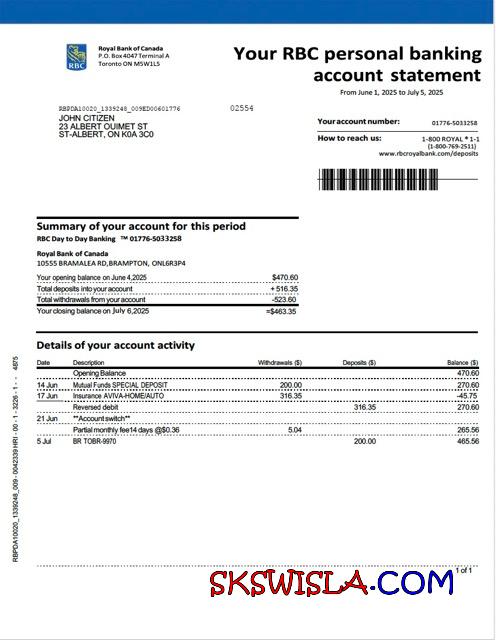 Royal Bank of Canada
P.O. Box 4047 Terminal A
Toronto ON M5W1L5
RBC
Your RBC personal banking
account statement
From June 1, 2025 to July 5, 2025
RBPDA10020_1339248_009ED00601776 02554
JOHN CITIZEN
23 ALBERT OUIMET ST
ST-ALBERT, ON K0A 3C0
Your account number: 01776-5033258
How to reach us: 1-800 ROYAL ® 1-1
(1-800-769-2511)
www.rbcroyalbank.com/deposits
Summary of your account for this period
RBC Day to Day Banking ™ 01776-5033258
Royal Bank of Canada
10555 BRAMALEA RD,BRAMPTON, ONL6R3P4
Your opening balance on June 4,2025 $470.60
Total deposits into your account + 516.35
Total withdrawals from your account -523.60
Your closing balance on July 6,2025 =$463.35
Details of your account activity
Date Description Withdrawals ($) Deposits ($) Balance ($)
Opening Balance 470.60
14 Jun Mutual Funds SPECIAL DEPOSIT 200.00 270.60
17 Jun Insurance AVIVA-HOME/AUTO 316.35 -45.75
Reversed debit 316.35 270.60
21 Jun **Account switch**
Partial monthly fee14 days @$0.36 5.04 265.56
5 Jul BR TOBR-9970 200.00 465.56
1 of 1
SKSWISLA.COM